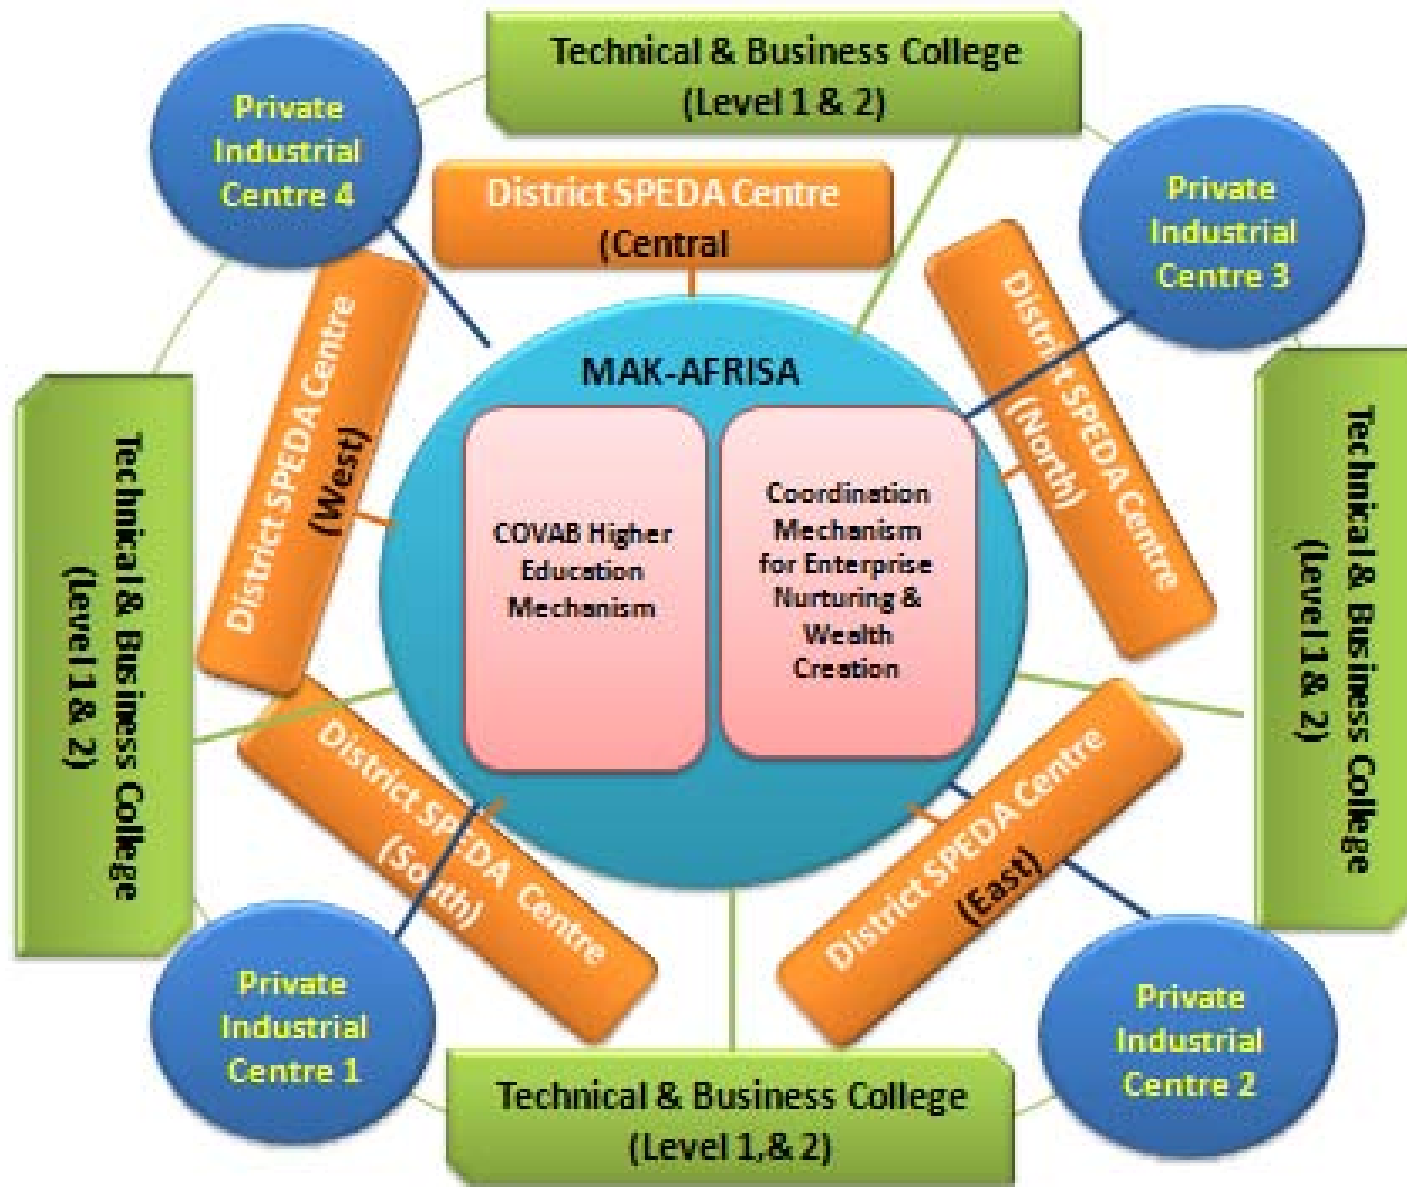 Technical & Business College
(Level 1 & 2)
Private
Industrial
Centre 4
District SPEDA Centre
(Central
Private
Industrial
Centre 3
District SPEDA Centre
(West)
District SPEDA Centre
(North)
MAK-AFRISA
COVAB Higher
Education
Mechanism
Coordination
Mechanism
for Enterprise
Nurturing &
Wealth
Creation
Technical & Business College
(Level 1 & 2)
Technical & Business College
(Level 1 & 2)
District SPEDA Centre
(South)
District SPEDA Centre
(East)
Private
Industrial
Centre 1
Private
Industrial
Centre 2
Technical & Business College
(Level 1,& 2)